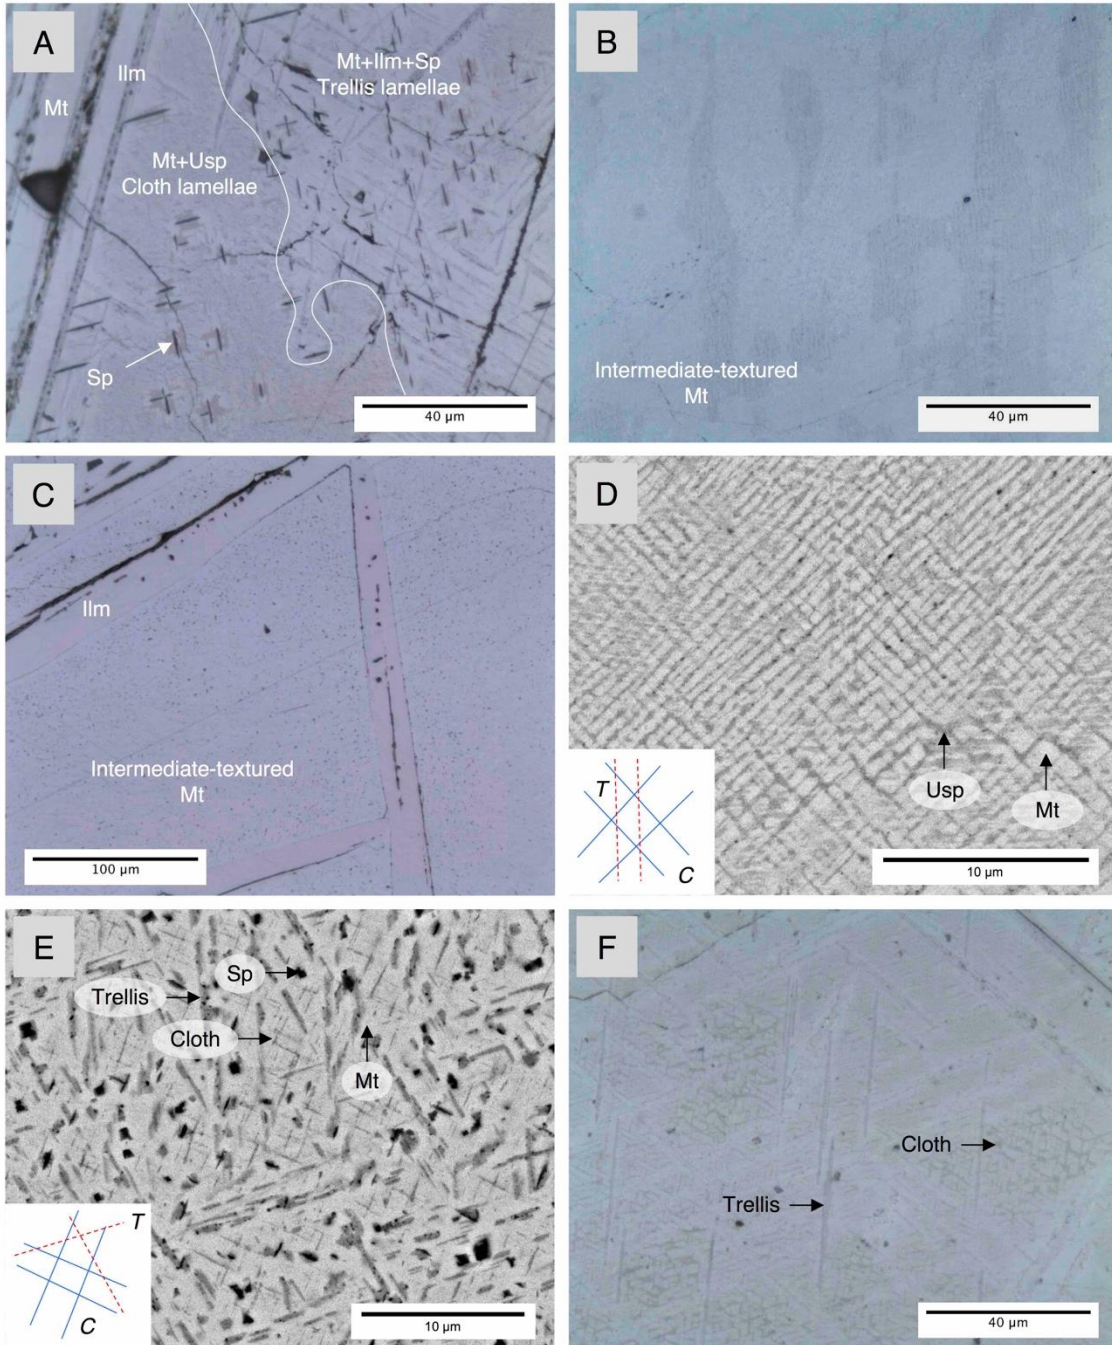 A
Mt
Ilm
Mt+Ilm+Sp
Trellis lamellae
Mt+Usp
Cloth lamellae
Sp
40 µm
B
Intermediate-textured
Mt
40 µm
C
Ilm
Intermediate-textured
Mt
100 µm
D
Usp
Mt
T
C
10 µm
E
Sp
Trellis
Cloth
Mt
T
C
10 µm
F
Cloth
Trellis
40 µm